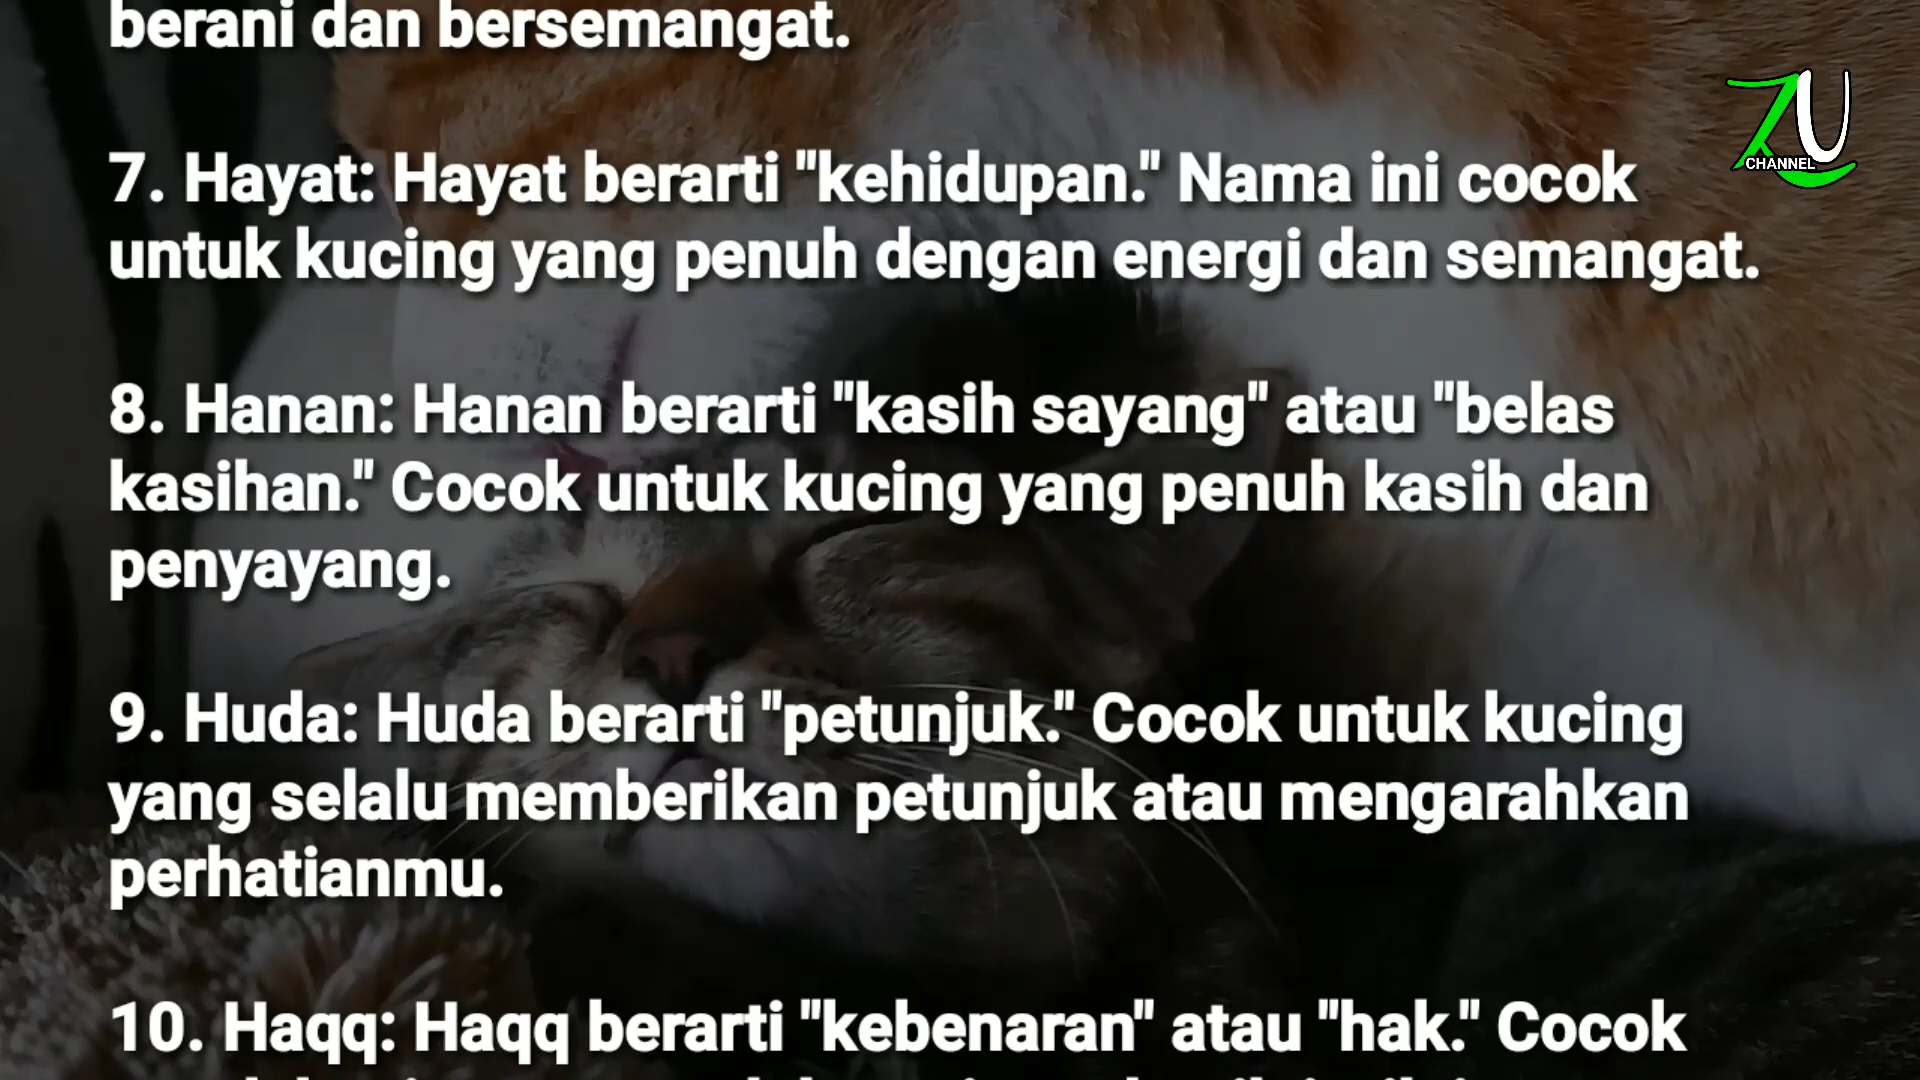 berani dan bersemangat.
ZU
CHANNEL
7. Hayat: Hayat berarti "kehidupan." Nama ini cocok
untuk kucing yang penuh dengan energi dan semangat.
8. Hanan: Hanan berarti "kasih sayang" atau "belas
kasihan." Cocok untuk kucing yang penuh kasih dan
penyayang.
9. Huda: Huda berarti "petunjuk." Cocok untuk kucing
yang selalu memberikan petunjuk atau mengarahkan
perhatianmu.
10. Haqq: Haqq berarti "kebenaran" atau "hak." Cocok